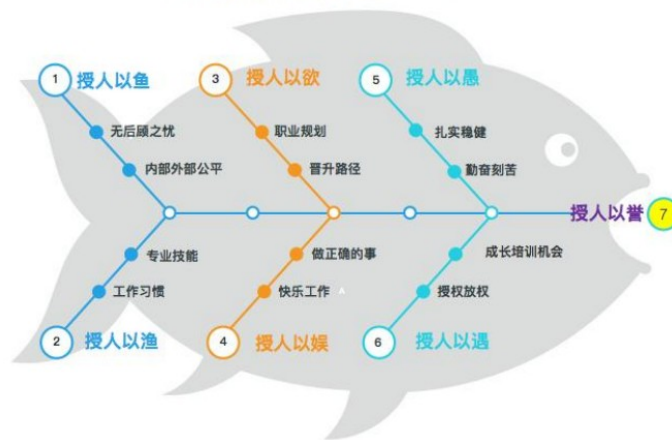 1 授人以鱼
无后顾之忧
内部外部公平
2 授人以渔
专业技能
工作习惯
3 授人以欲
职业规划
晋升路径
4 授人以娱
做正确的事
快乐工作
5 授人以愚
扎实稳健
勤奋刻苦
6 授人以遇
成长培训机会
授权放权
授人以誉 7